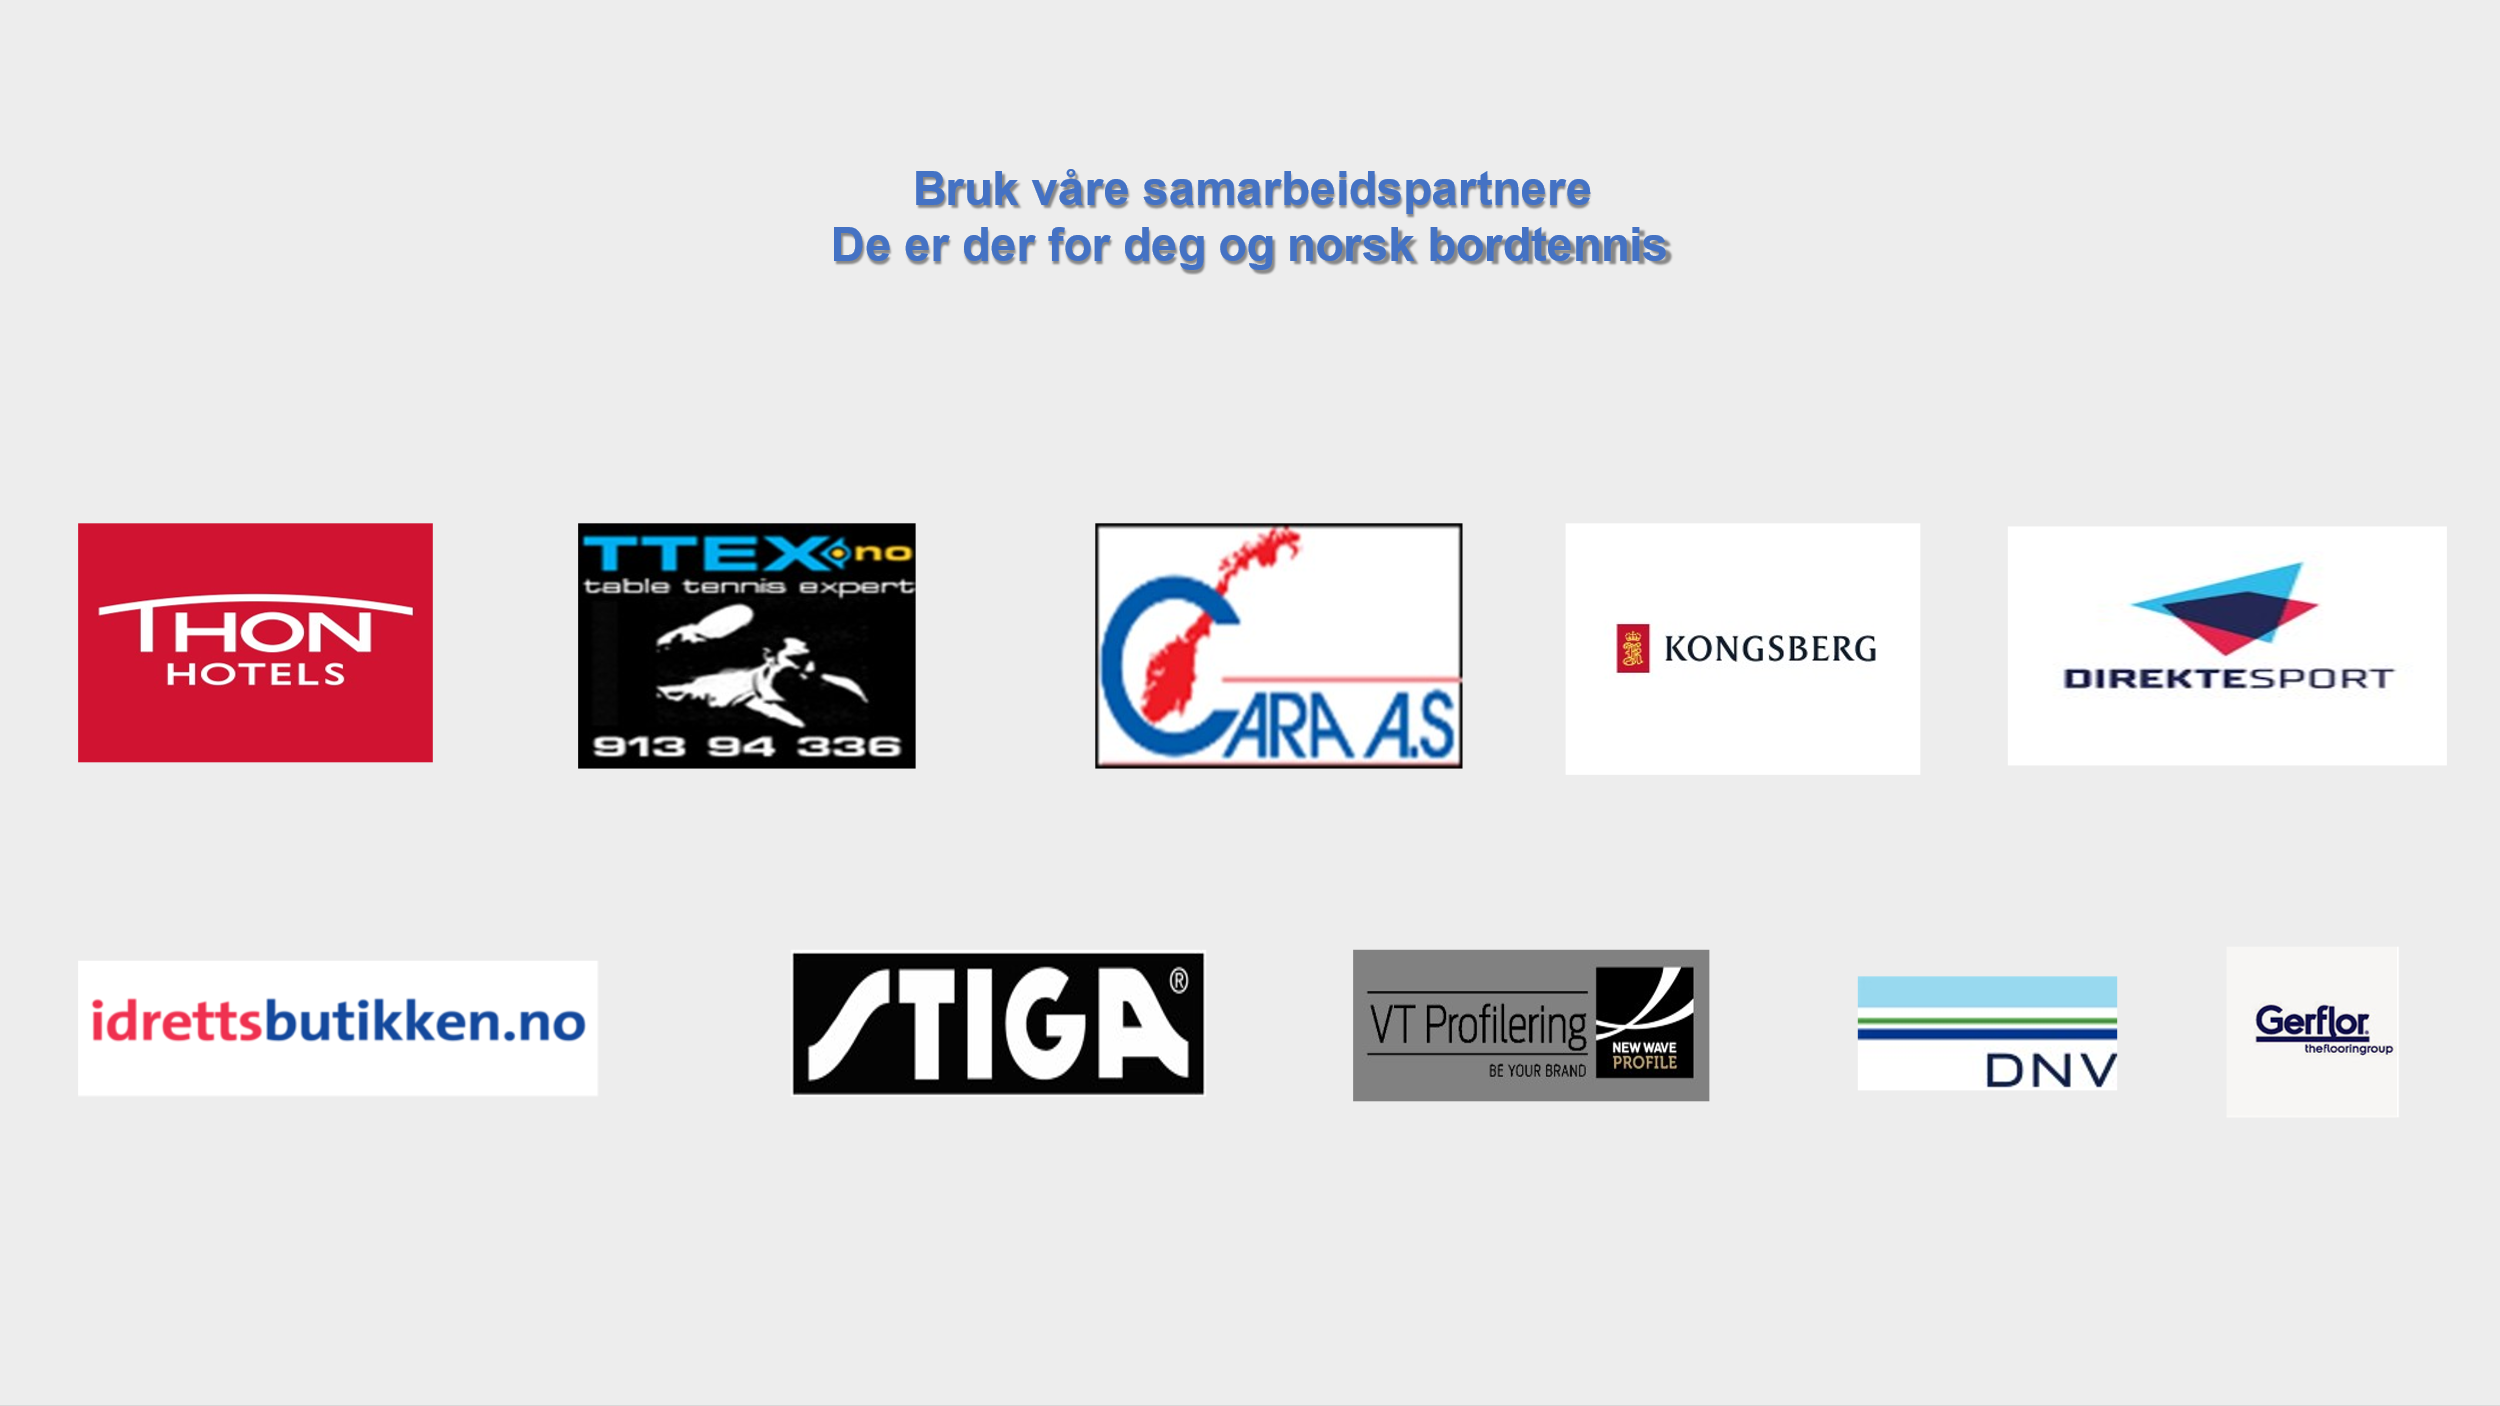 Bruk våre samarbeidspartnere
De er der for deg og norsk bordtennis
THON
HOTELS
TTEX no
table tennis expert
913 94 336
CARA A.S
KONGSBERG
DIREKTESPORT
idrettsbutikken.no
STIGA®
VT Profilering
BE YOUR BRAND
NEW WAVE
PROFILE
DNV
Gerflor.
theflooringroup